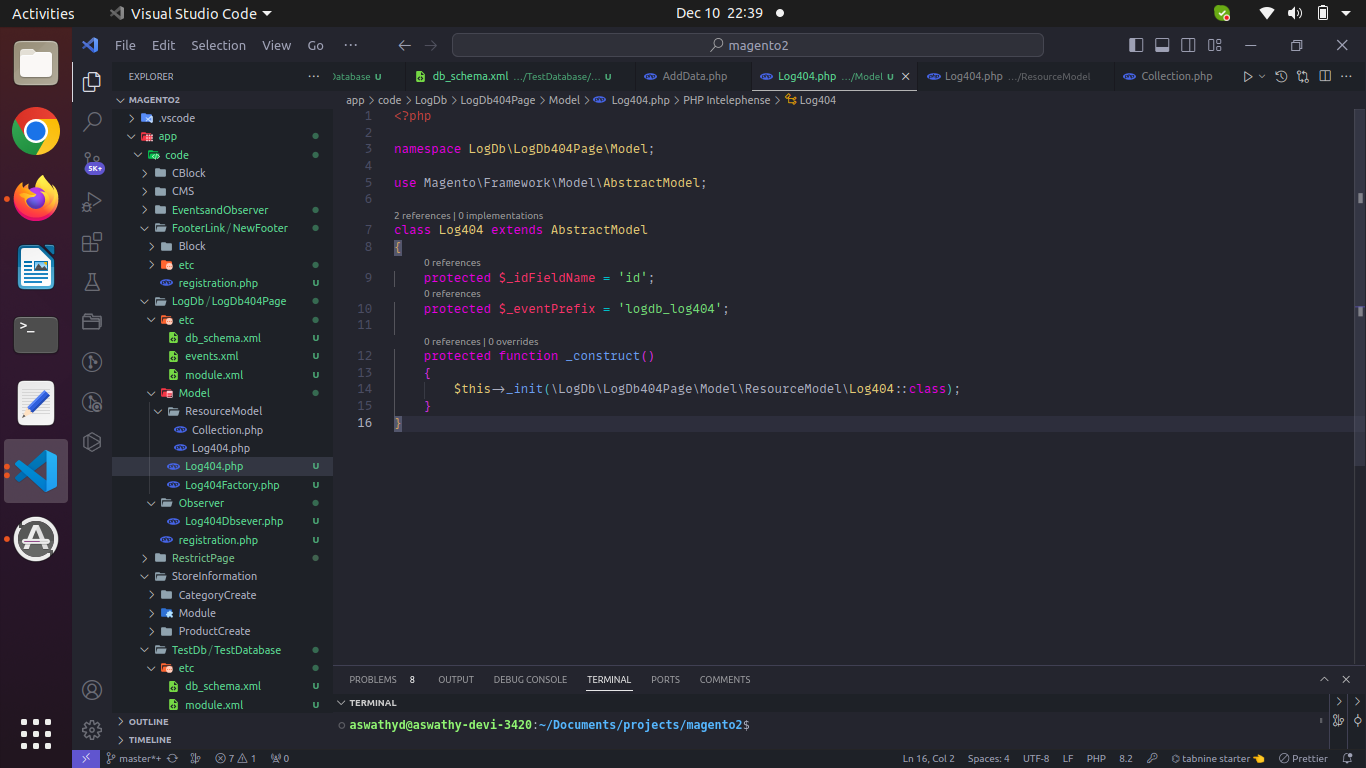 Activities
Visual Studio Code
Dec 10 22:39
File Edit Selection View Go ···
magento2
EXPLORER ···
Database U
db_schema.xml .../TestDatabase/... U
AddData.php
Log404.php .../Model U
Log404.php .../ResourceModel
Collection.php
app > code > LogDb > LogDb404Page > Model > Log404.php > PHP Intelephense > Log404
MAGENTO2
.vscode
app
code
CBlock
CMS
EventsandObserver
FooterLink / NewFooter
Block
etc
registration.php U
LogDb / LogDb404Page
etc
db_schema.xml U
events.xml U
module.xml U
Model
ResourceModel
Collection.php
Log404.php
Log404.php U
Log404Factory.php U
Observer
Log404Dbsever.php U
registration.php U
RestrictPage
StoreInformation
CategoryCreate
Module
ProductCreate
TestDb / TestDatabase
etc
db_schema.xml U
module.xml U
OUTLINE
TIMELINE
5K+
1 <?php
2
3 namespace LogDb\LogDb404Page\Model;
4
5 use Magento\Framework\Model\AbstractModel;
6
2 references | 0 implementations
7 class Log404 extends AbstractModel
8 {
0 references
9 protected $_idFieldName = 'id';
0 references
10 protected $_eventPrefix = 'logdb_log404';
11
0 references | 0 overrides
12 protected function _construct()
13 {
14 $this->_init(\LogDb\LogDb404Page\Model\ResourceModel\Log404::class);
15 }
16 }
PROBLEMS 8 OUTPUT DEBUG CONSOLE TERMINAL PORTS COMMENTS
TERMINAL
aswathyd@aswathy-devi-3420:~/Documents/projects/magento2$
master*+ 7 1 0
Ln 16, Col 2 Spaces: 4 UTF-8 LF PHP 8.2 tabnine starter Prettier